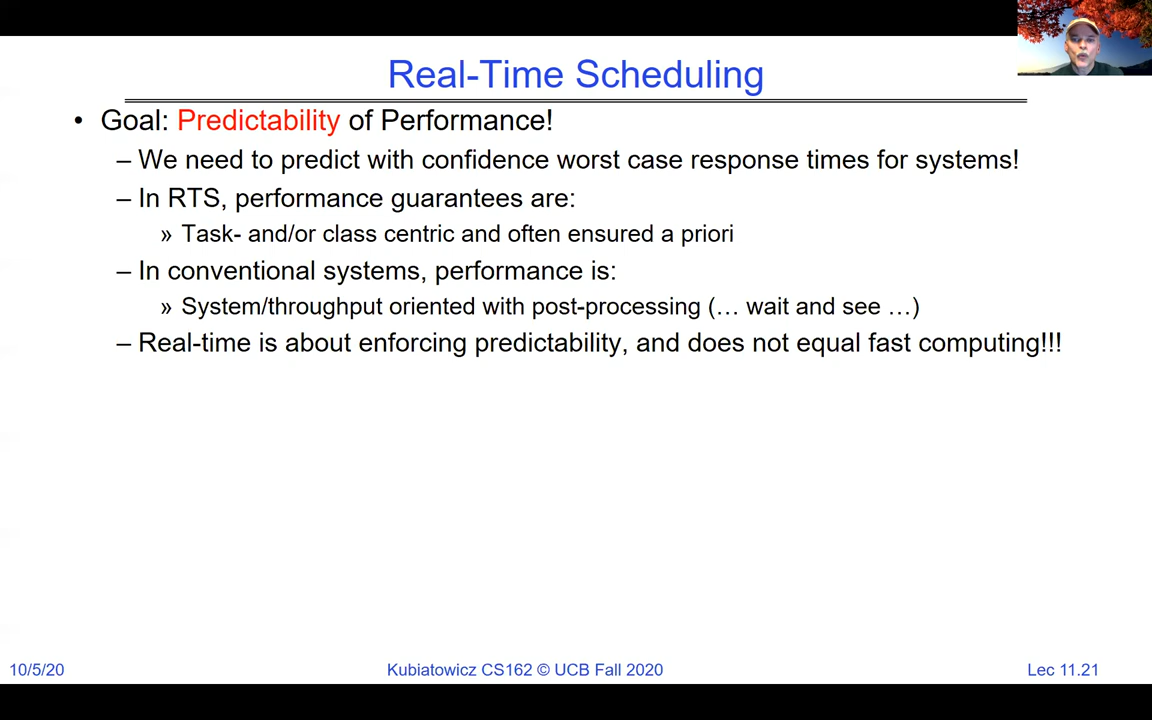 Real-Time Scheduling
• Goal: Predictability of Performance!
– We need to predict with confidence worst case response times for systems!
– In RTS, performance guarantees are:
» Task- and/or class centric and often ensured a priori
– In conventional systems, performance is:
» System/throughput oriented with post-processing (… wait and see …)
– Real-time is about enforcing predictability, and does not equal fast computing!!!
10/5/20
Kubiatowicz CS162 © UCB Fall 2020
Lec 11.21